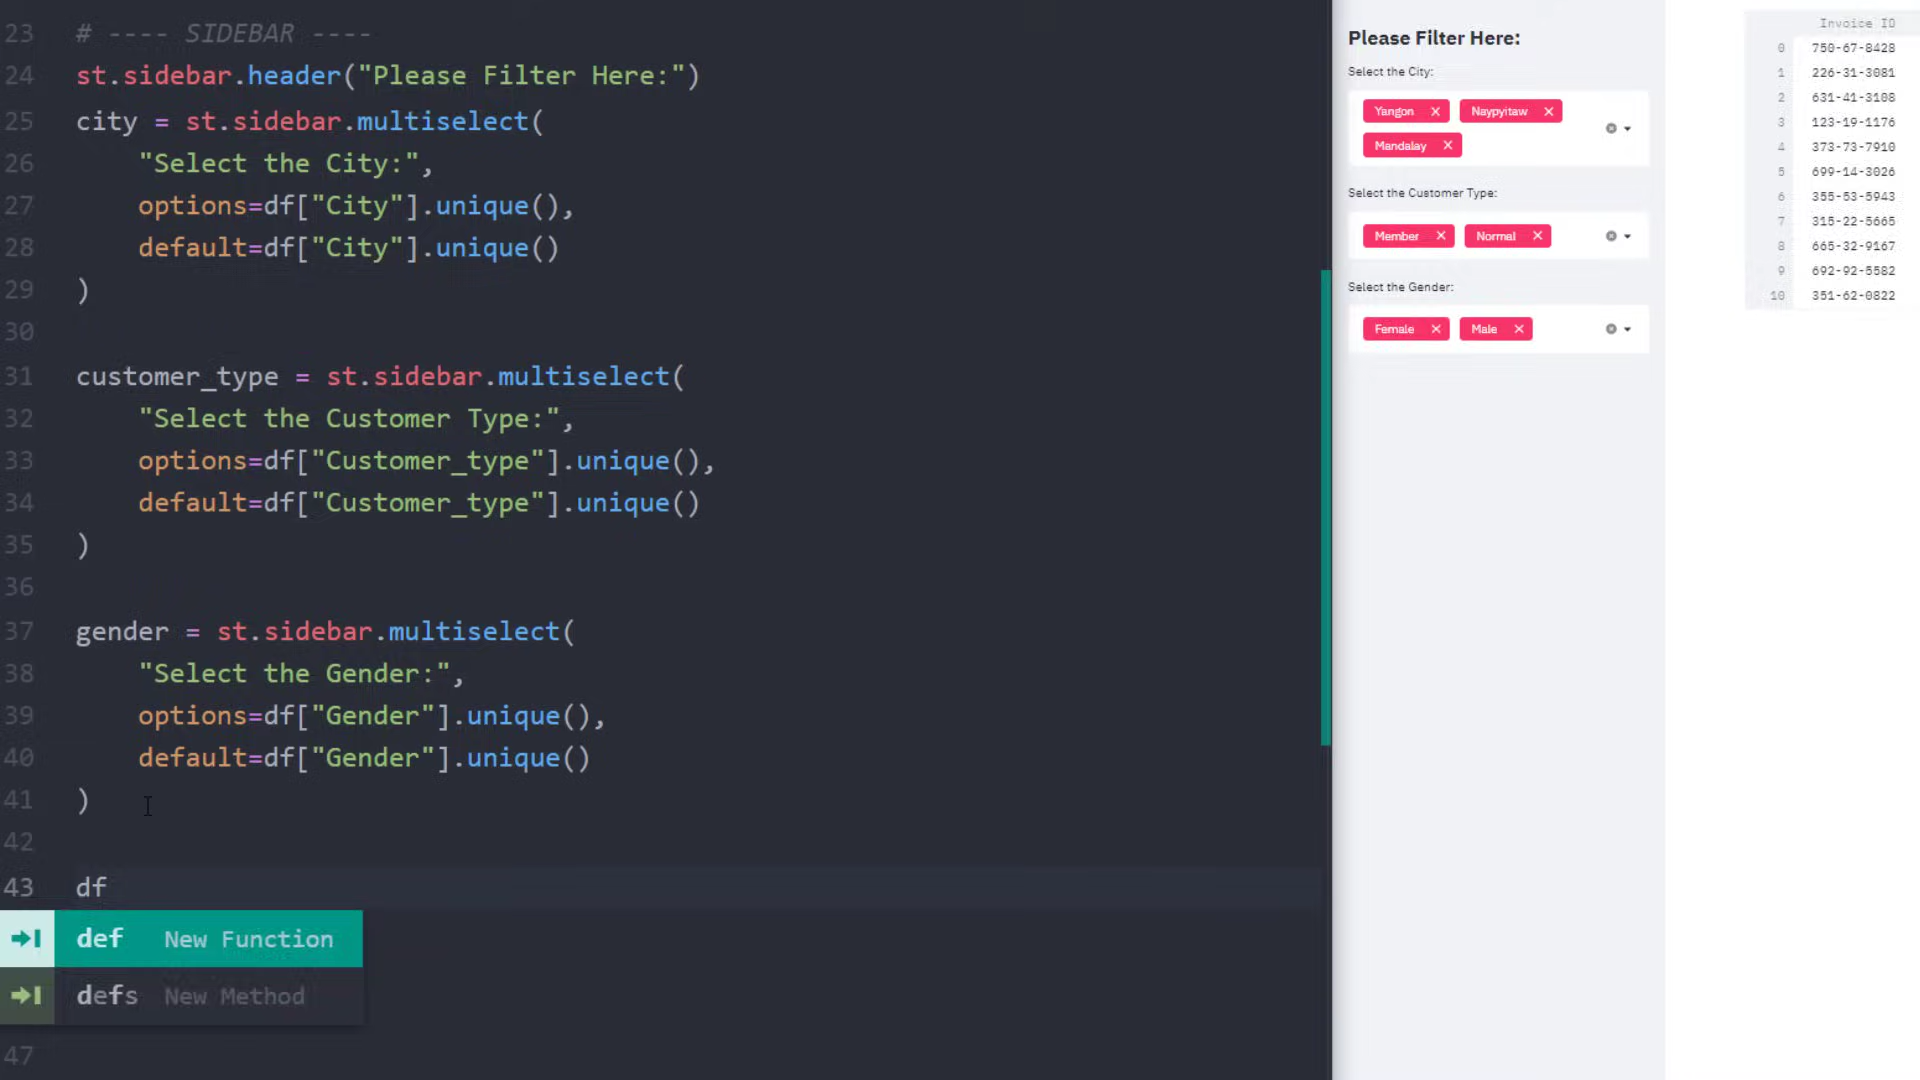 23 # ---- SIDEBAR ----
24 st.sidebar.header("Please Filter Here:")
25 city = st.sidebar.multiselect(
26 "Select the City:",
27 options=df["City"].unique(),
28 default=df["City"].unique()
29 )
30
31 customer_type = st.sidebar.multiselect(
32 "Select the Customer Type:",
33 options=df["Customer_type"].unique(),
34 default=df["Customer_type"].unique()
35 )
36
37 gender = st.sidebar.multiselect(
38 "Select the Gender:",
39 options=df["Gender"].unique(),
40 default=df["Gender"].unique()
41 )
42
43 df
def New Function
defs New Method
47
Please Filter Here:
Select the City:
Yangon Naypyitaw
Mandalay
Select the Customer Type:
Member Normal
Select the Gender:
Female Male
Invoice ID
0 750-67-8428
1 226-31-3081
2 631-41-3108
3 123-19-1176
4 373-73-7910
5 699-14-3026
6 355-53-5943
7 315-22-5665
8 665-32-9167
9 692-92-5582
10 351-62-0822